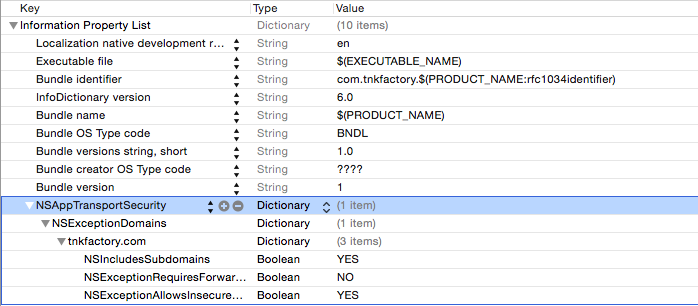 Key Type Value
Information Property List Dictionary (10 items)
Localization native development r... String en
Executable file String $(EXECUTABLE_NAME)
Bundle identifier String com.tnkfactory.$(PRODUCT_NAME:rfc1034identifier)
InfoDictionary version String 6.0
Bundle name String $(PRODUCT_NAME)
Bundle OS Type code String BNDL
Bundle versions string, short String 1.0
Bundle creator OS Type code String ????
Bundle version String 1
NSAppTransportSecurity Dictionary (1 item)
NSExceptionDomains Dictionary (1 item)
tnkfactory.com Dictionary (3 items)
NSIncludesSubdomains Boolean YES
NSExceptionRequiresForwar... Boolean NO
NSExceptionAllowsInsecure... Boolean YES